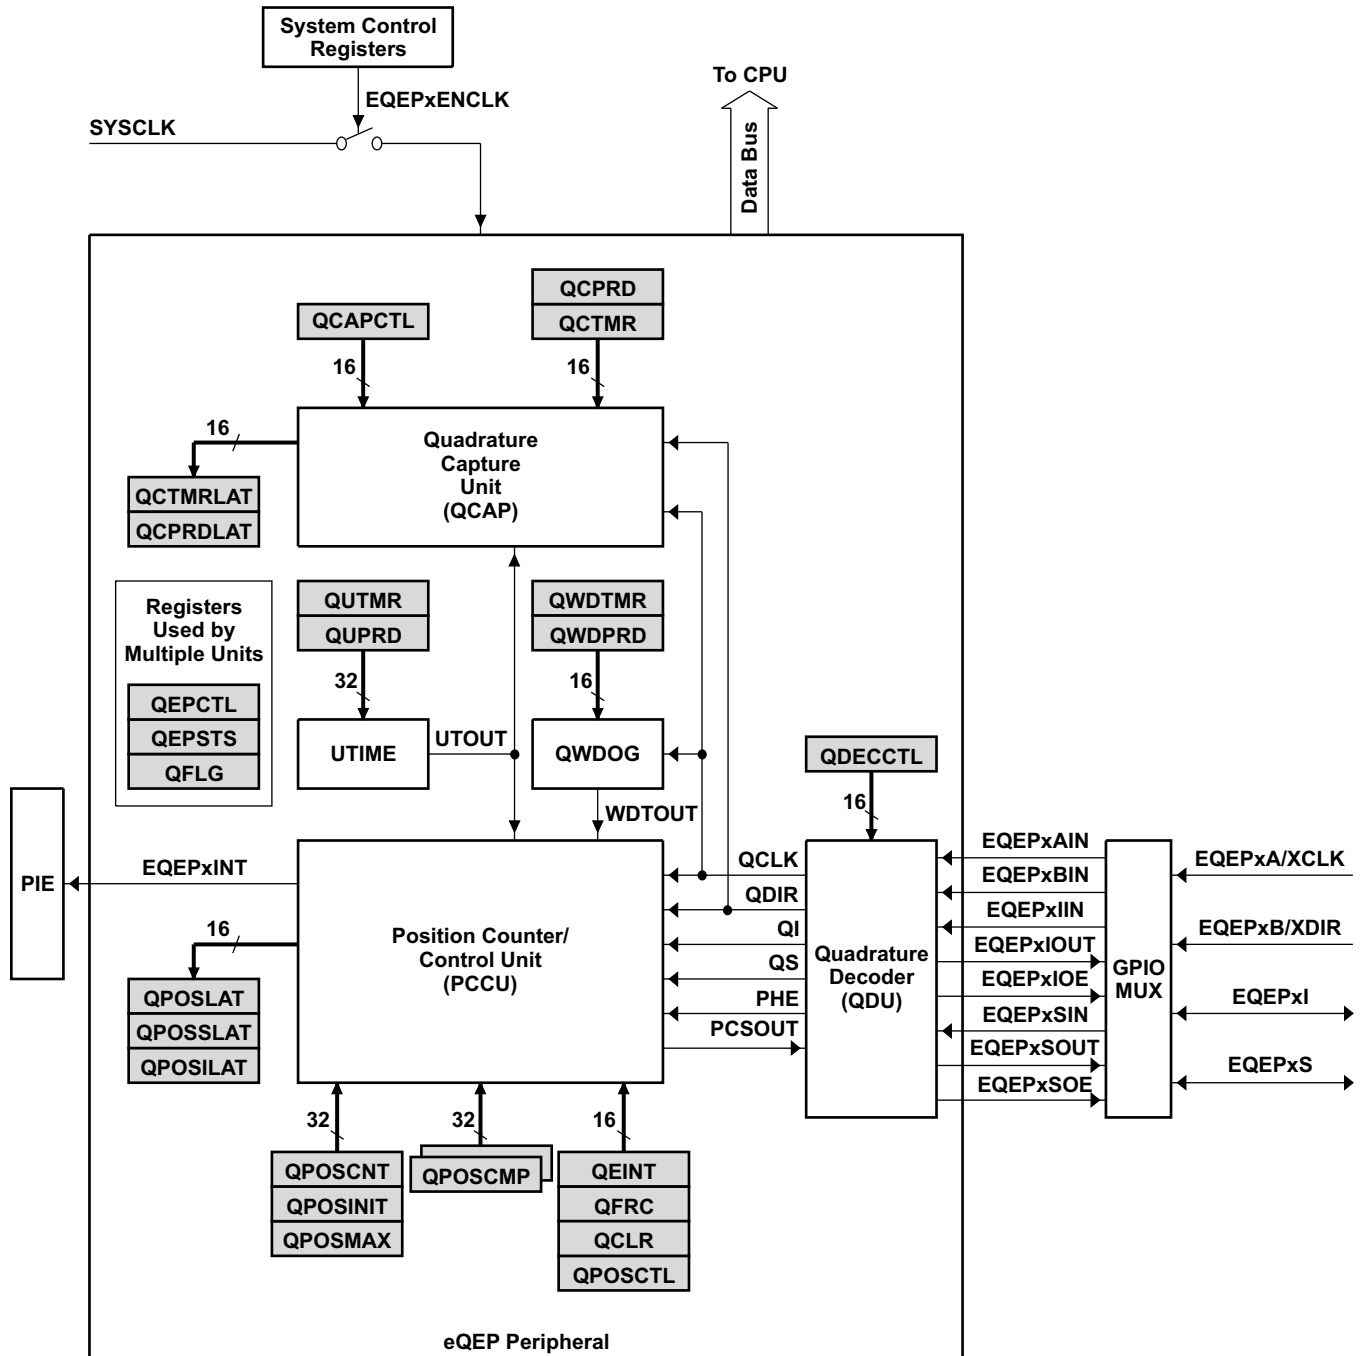 System Control
Registers
To CPU
EQEPxENCLK
SYSCLK
Data Bus
QCPRD
QCAPCTL
QCTMR
16
16
16
Quadrature
Capture
Unit
(QCAP)
QCTMRLAT
QCPRDLAT
Registers
Used by
Multiple Units
QEPCTL
QEPSTS
QFLG
QUTMR
QUPRD
QWDTMR
QWDPRD
32
16
UTIME
UTOUT
QWDOG
QDECCTL
WDTOUT
16
PIE
EQEPxINT
16
Position Counter/
Control Unit
(PCCU)
QCLK
QDIR
QI
QS
PHE
PCSOUT
Quadrature
Decoder
(QDU)
EQEPxAIN
EQEPxBIN
EQEPxIIN
EQEPxIOUT
EQEPxIOE
EQEPxSIN
EQEPxSOUT
EQEPxSOE
GPIO
MUX
EQEPxA/XCLK
EQEPxB/XDIR
EQEPxI
EQEPxS
QPOSLAT
QPOSSLAT
QPOSILAT
32
32
16
QPOSCNT
QPOSINIT
QPOSMAX
QPOSCMP
QEINT
QFRC
QCLR
QPOSCTL
eQEP Peripheral